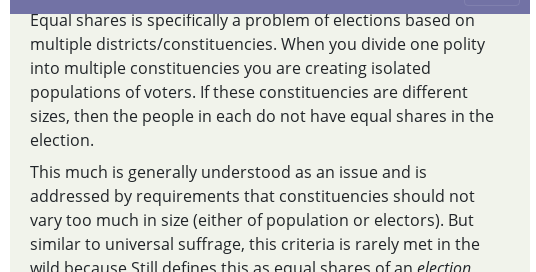 Equal shares is specifically a problem of elections based on
multiple districts/constituencies. When you divide one polity
into multiple constituencies you are creating isolated
populations of voters. If these constituencies are different
sizes, then the people in each do not have equal shares in the
election.
This much is generally understood as an issue and is
addressed by requirements that constituencies should not
vary too much in size (either of population or electors). But
similar to universal suffrage, this criteria is rarely met in the
wild because Still defines this as equal shares of an election